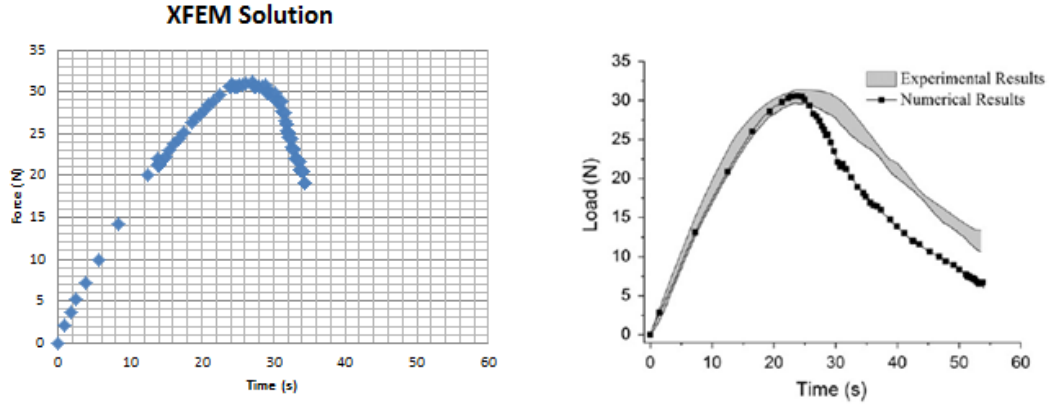 XFEM Solution
35
30
25
20
15
10
5
0
Force (N)
0 10 20 30 40 50 60
Time (s)
Experimental Results
Numerical Results
35
30
25
20
15
10
5
0
Load (N)
0 10 20 30 40 50 60
Time (s)